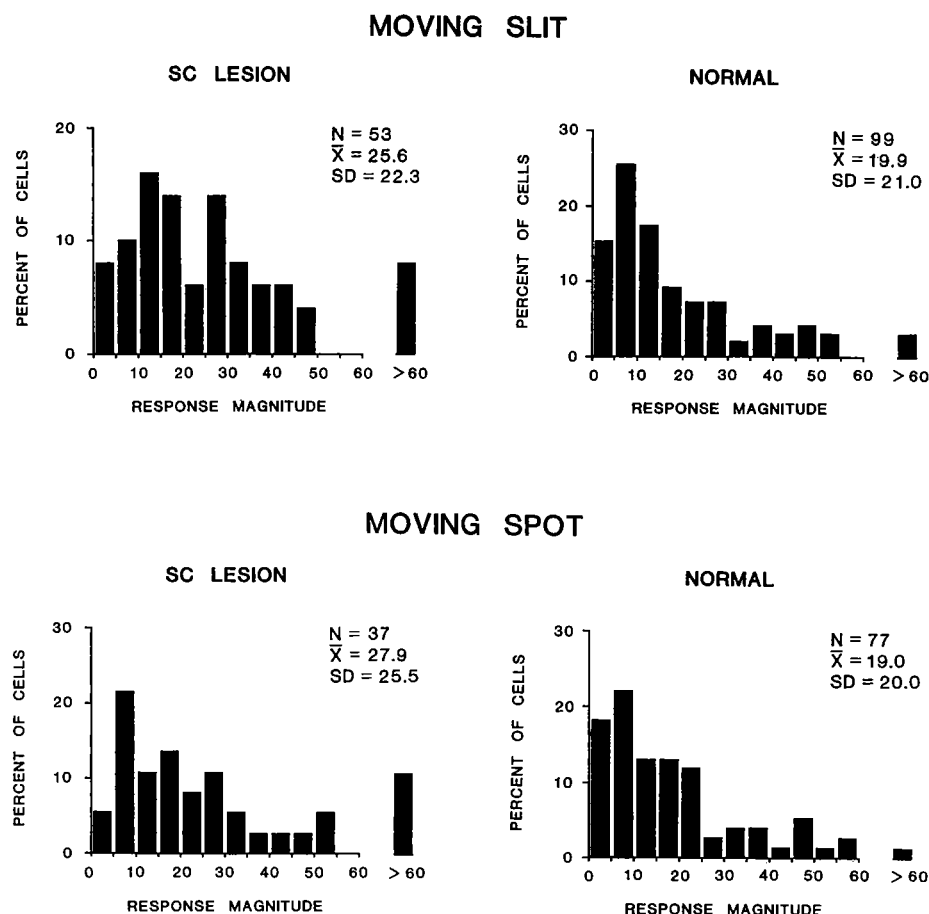 MOVING SLIT
SC LESION
N = 53
X̅ = 25.6
SD = 22.3
PERCENT OF CELLS
20
10
0
0 10 20 30 40 50 60 >60
RESPONSE MAGNITUDE
NORMAL
N = 99
X̅ = 19.9
SD = 21.0
PERCENT OF CELLS
30
20
10
0
0 10 20 30 40 50 60 >60
RESPONSE MAGNITUDE
MOVING SPOT
SC LESION
N = 37
X̅ = 27.9
SD = 25.5
PERCENT OF CELLS
30
20
10
0
0 10 20 30 40 50 60 >60
RESPONSE MAGNITUDE
NORMAL
N = 77
X̅ = 19.0
SD = 20.0
PERCENT OF CELLS
30
20
10
0
0 10 20 30 40 50 60 >60
RESPONSE MAGNITUDE